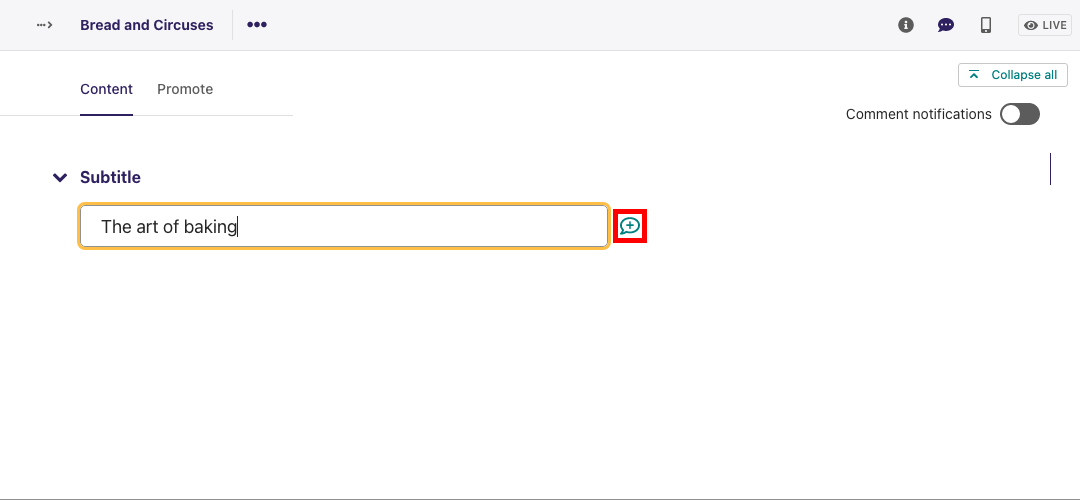 Bread and Circuses
LIVE
Collapse all
Content Promote
Comment notifications
Subtitle
The art of baking